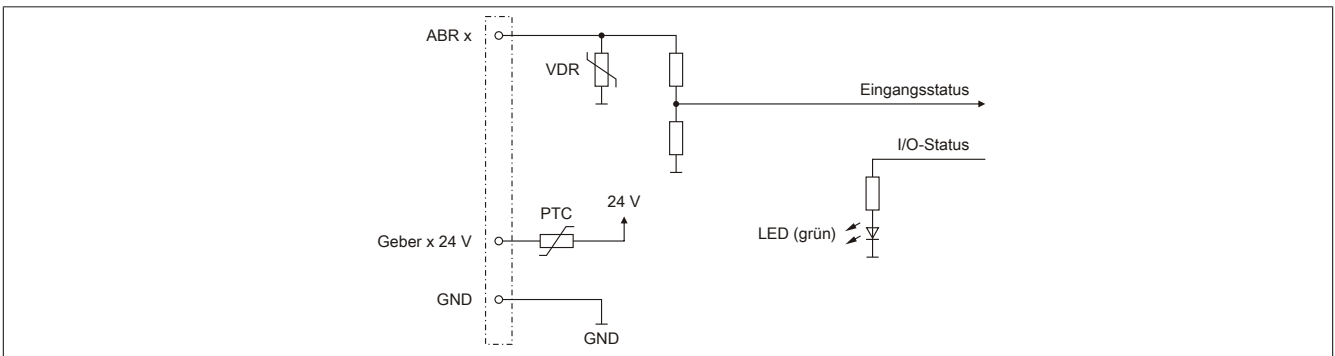 ABR x
VDR
Eingangsstatus
I/O-Status
24 V
PTC
LED (grün)
Geber x 24 V
GND
GND